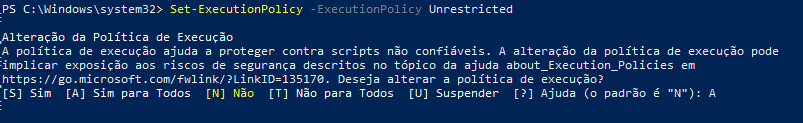 PS C:\Windows\system32> Set-ExecutionPolicy -ExecutionPolicy Unrestricted
Alteração da Política de Execução
A política de execução ajuda a proteger contra scripts não confiáveis. A alteração da política de execução pode
implicar exposição aos riscos de segurança descritos no tópico da ajuda about_Execution_Policies em
https://go.microsoft.com/fwlink/?LinkID=135170. Deseja alterar a política de execução?
[S] Sim  [A] Sim para Todos  [N] Não  [T] Não para Todos  [U] Suspender  [?] Ajuda (o padrão é "N"): A